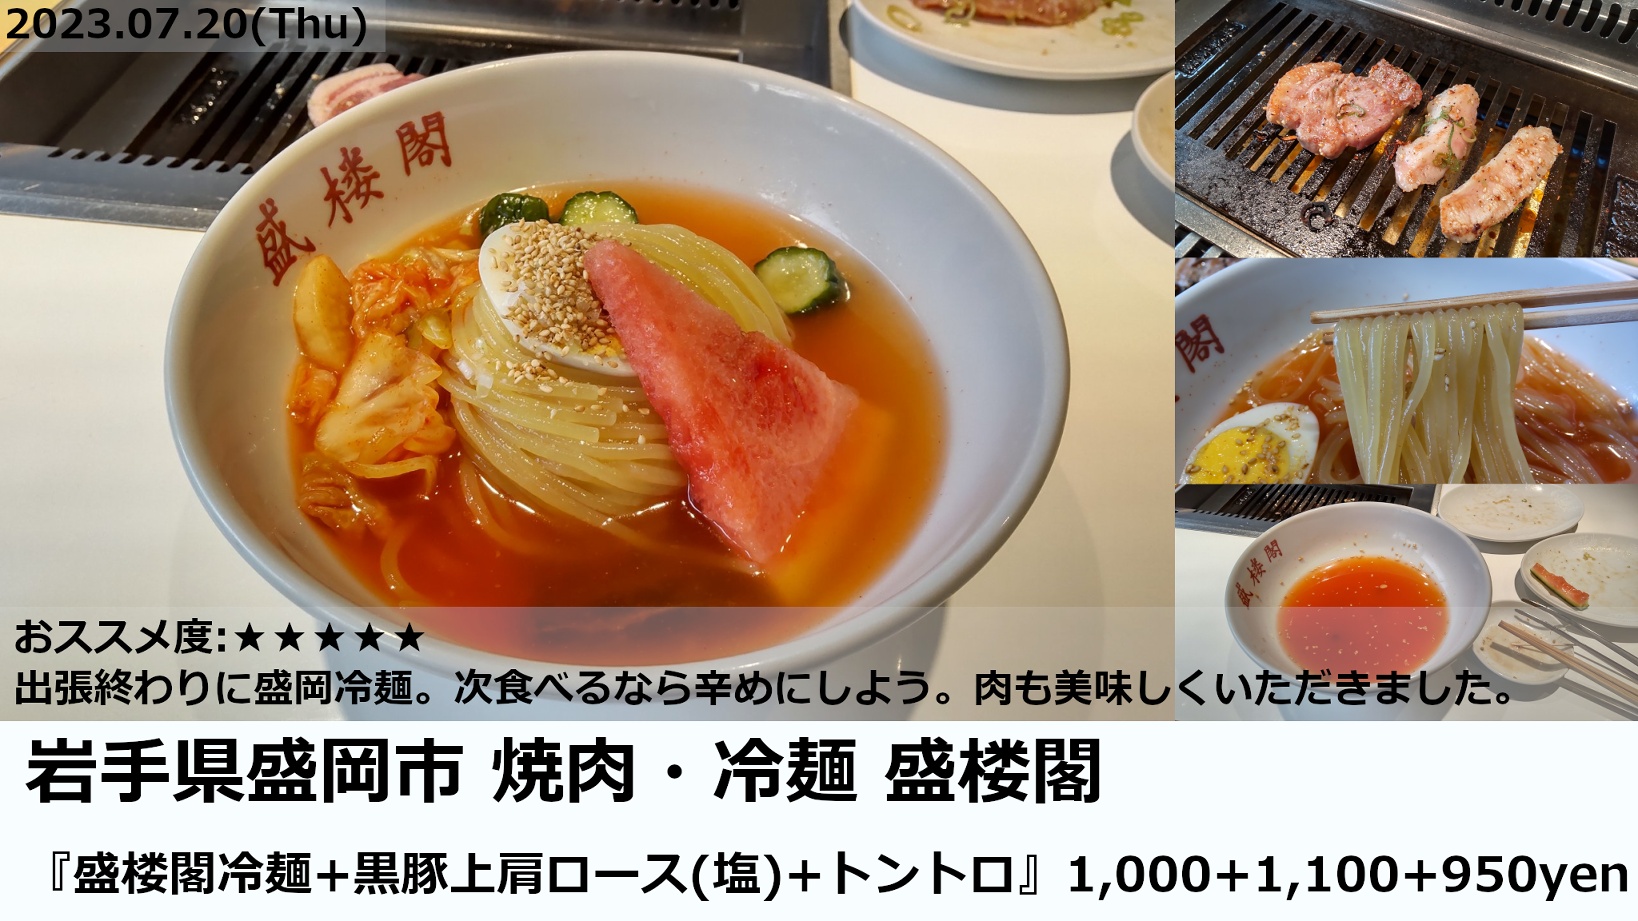 2023.07.20(Thu)
盛楼閣
閣
盛楼閣
おススメ度:★★★★★
出張終わりに盛岡冷麺。次食べるなら辛めにしよう。肉も美味しくいただきました。
岩手県盛岡市 焼肉・冷麺 盛楼閣
『盛楼閣冷麺+黒豚上肩ロース(塩)+トントロ』1,000+1,100+950yen